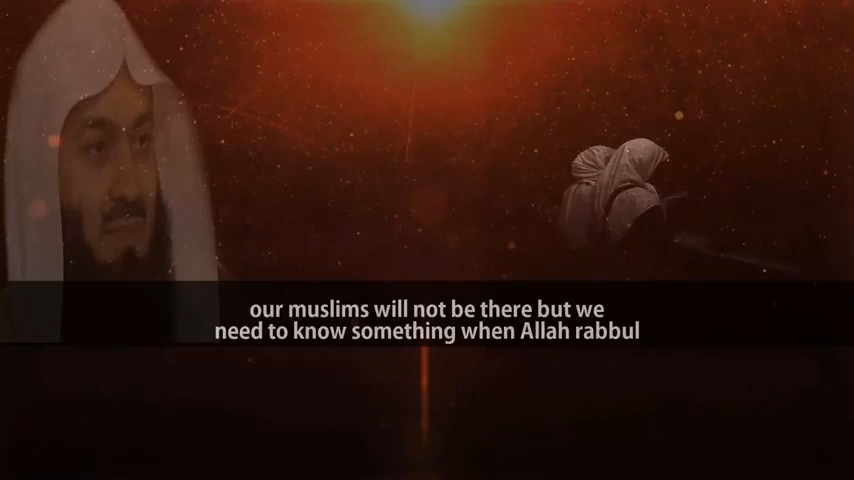 our muslims will not be there but we
need to know something when Allah rabbul